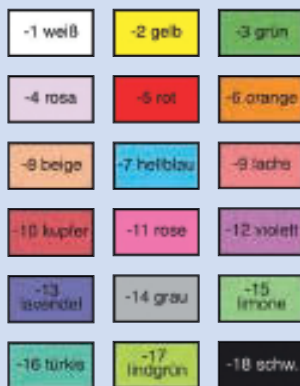 -1 weiß
-2 gelb
-3 grün
-4 rosa
-5 rot
-6 orange
-8 beige
-7 hellblau
-9 lachs
-10 kupfer
-11 rose
-12 violett
-13
lavendel
-14 grau
-15
limone
-16 türkis
-17
lindgrün
-18 schw.